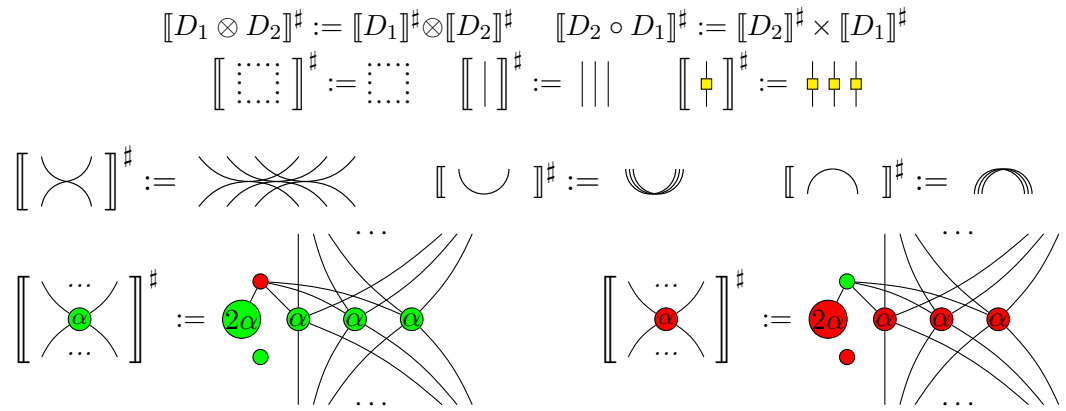 ⟦D₁ ⊗ D₂⟧♯ := ⟦D₁⟧♯⊗⟦D₂⟧♯ ⟦D₂ ∘ D₁⟧♯ := ⟦D₂⟧♯ × ⟦D₁⟧♯
⟦ ⟧♯ := ⟦ | ⟧♯ := | | | ⟦ ⟧♯ :=
⟦ ⟧♯ := ⟦ ⟧♯ := ⟦ ⟧♯ :=
... ...
⟦ ... α ... ⟧♯ := 2α α α α ⟦ ... α ... ⟧♯ := 2α α α α
... ...